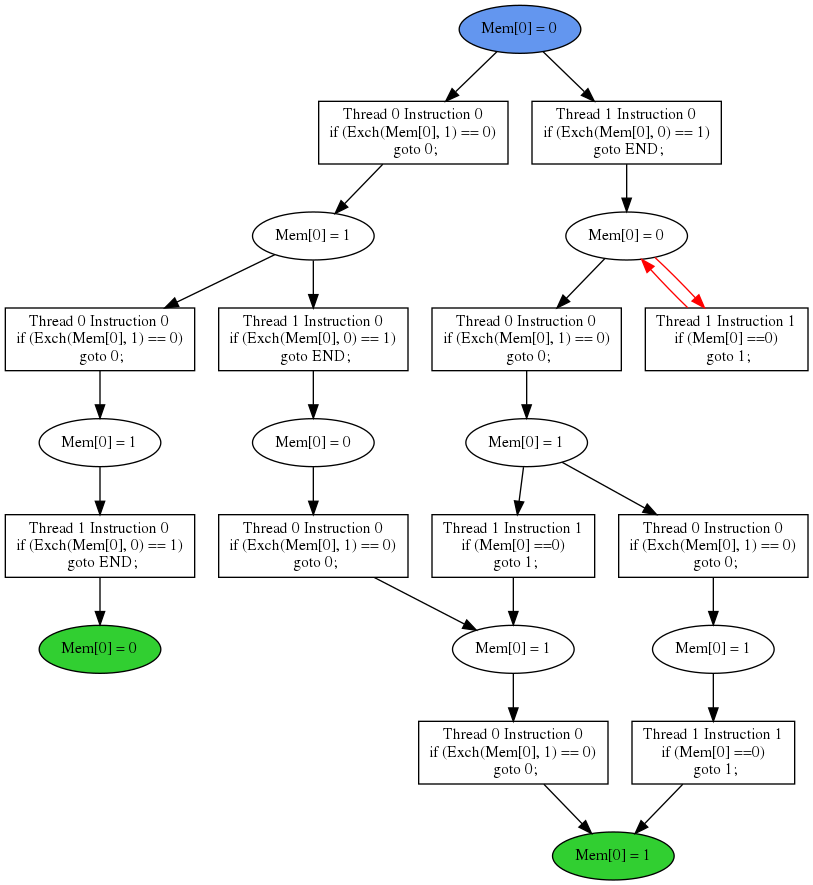 Mem[0] = 0
Thread 0 Instruction 0
if (Exch(Mem[0], 1) == 0)
goto 0;
Thread 1 Instruction 0
if (Exch(Mem[0], 0) == 1)
goto END;
Mem[0] = 1
Mem[0] = 0
Thread 0 Instruction 0
if (Exch(Mem[0], 1) == 0)
goto 0;
Thread 1 Instruction 0
if (Exch(Mem[0], 0) == 1)
goto END;
Thread 0 Instruction 0
if (Exch(Mem[0], 1) == 0)
goto 0;
Thread 1 Instruction 1
if (Mem[0] ==0)
goto 1;
Mem[0] = 1
Mem[0] = 0
Mem[0] = 1
Thread 1 Instruction 0
if (Exch(Mem[0], 0) == 1)
goto END;
Thread 0 Instruction 0
if (Exch(Mem[0], 1) == 0)
goto 0;
Thread 1 Instruction 1
if (Mem[0] ==0)
goto 1;
Thread 0 Instruction 0
if (Exch(Mem[0], 1) == 0)
goto 0;
Mem[0] = 0
Mem[0] = 1
Mem[0] = 1
Thread 0 Instruction 0
if (Exch(Mem[0], 1) == 0)
goto 0;
Thread 1 Instruction 1
if (Mem[0] ==0)
goto 1;
Mem[0] = 1